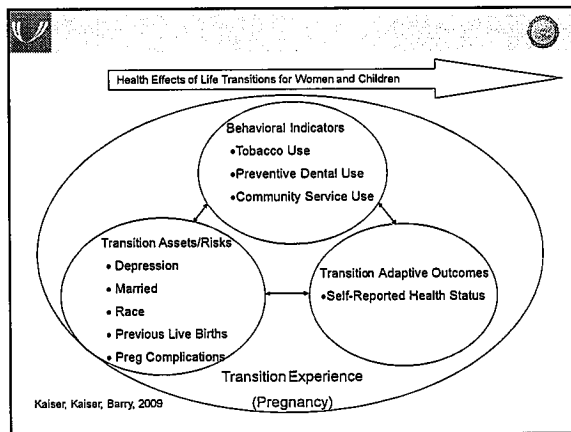 Health Effects of Life Transitions for Women and Children
Behavioral Indicators
•Tobacco Use
•Preventive Dental Use
•Community Service Use
Transition Assets/Risks
• Depression
• Married
• Race
• Previous Live Births
• Preg Complications
Transition Adaptive Outcomes
•Self-Reported Health Status
Transition Experience
(Pregnancy)
Kaiser, Kaiser, Barry, 2009